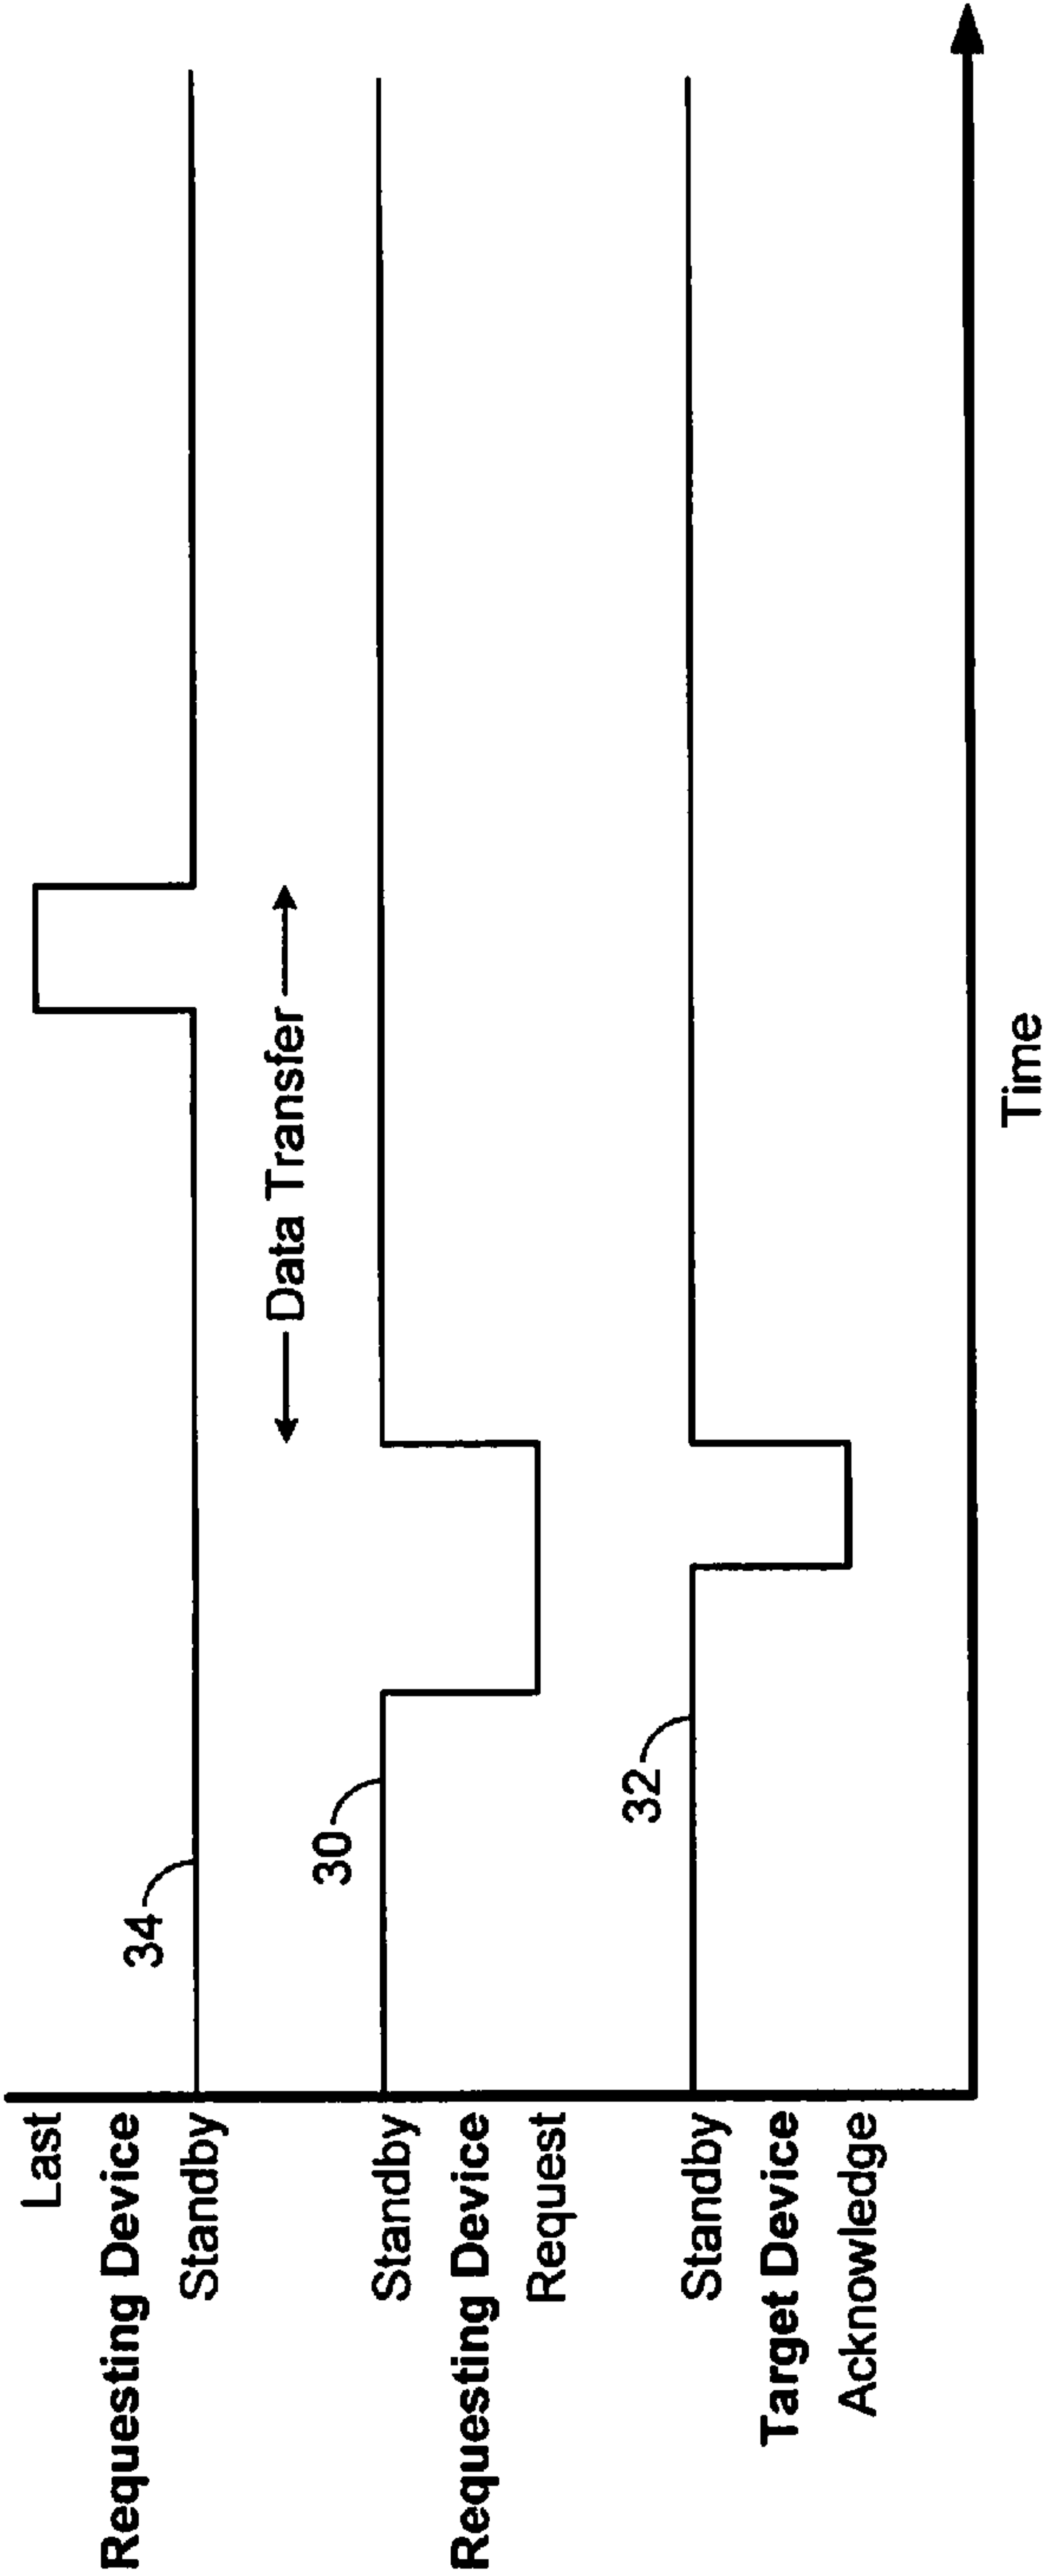 Last
Requesting Device
Standby
34
Data Transfer
Standby
30
Requesting Device
Request
Standby
32
Target Device
Acknowledge
Time